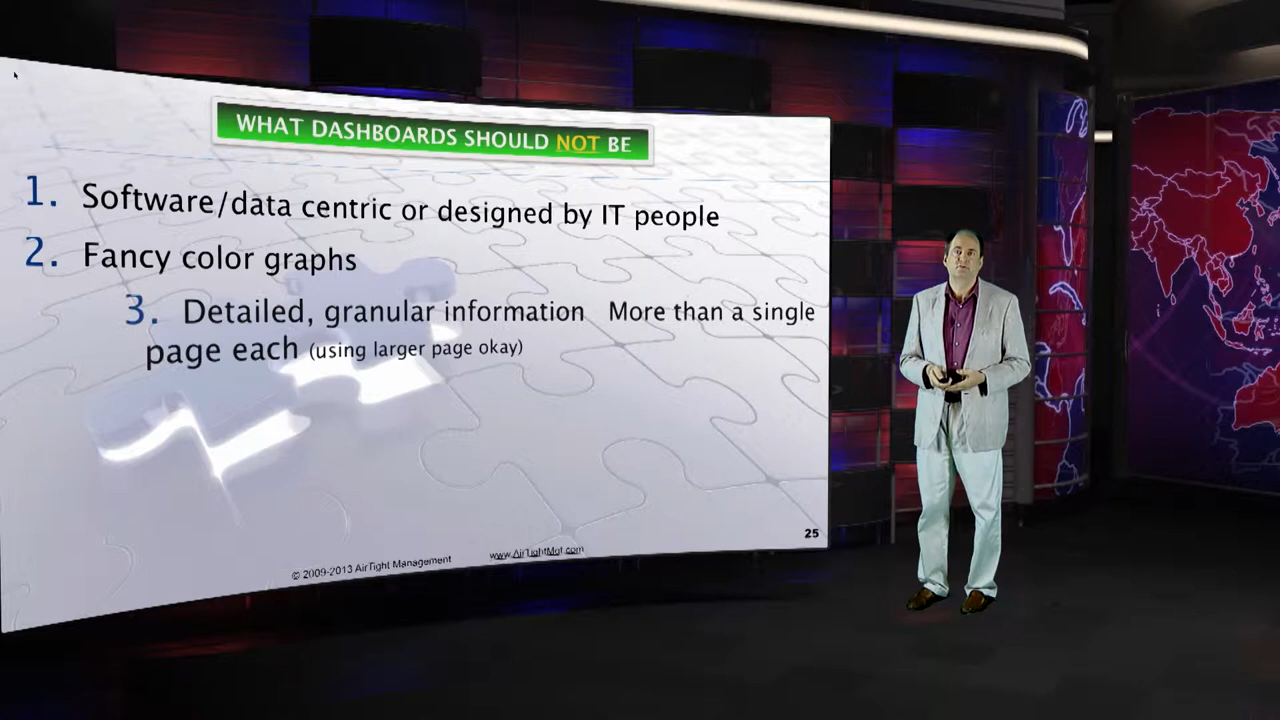 WHAT DASHBOARDS SHOULD NOT BE
1. Software/data centric or designed by IT people
2. Fancy color graphs
3. Detailed, granular information More than a single
page each (using larger page okay)
25
© 2009-2013 AirTight Management www.AirTightMgt.com